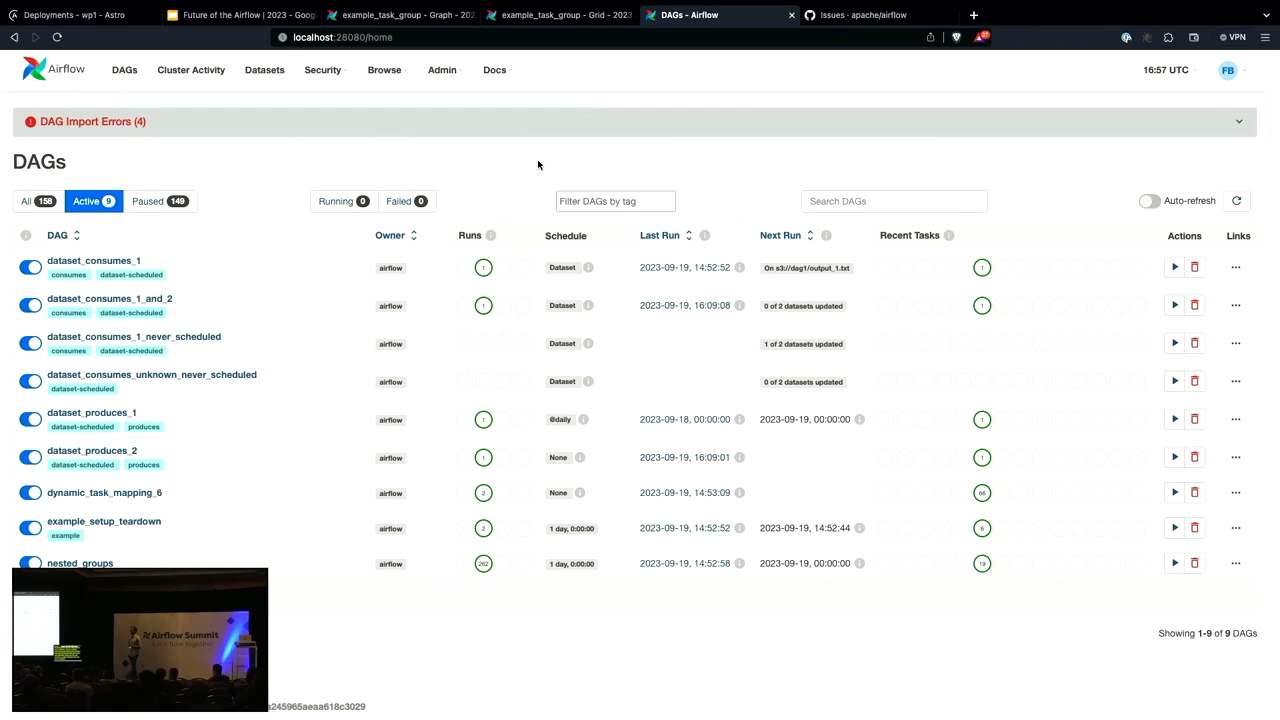 Deployments - wp1 - Astro
Future of the Airflow | 2023 - Goog
example_task_group - Graph - 202
example_task_group - Grid - 2023
DAGs - Airflow
Issues · apache/airflow
localhost:28080/home
27
VPN
Airflow
DAGs
Cluster Activity
Datasets
Security
Browse
Admin
Docs
16:57 UTC
FB
DAG Import Errors (4)
DAGs
All 158
Active 9
Paused 149
Running 0
Failed 0
Filter DAGs by tag
Search DAGs
Auto-refresh
DAG Owner Runs Schedule Last Run Next Run Recent Tasks Actions Links
dataset_consumes_1 airflow 1 Dataset 2023-09-19, 14:52:52 On s3://dag1/output_1.txt 1
consumes dataset-scheduled
dataset_consumes_1_and_2 airflow 1 Dataset 2023-09-19, 16:09:08 0 of 2 datasets updated 1
consumes dataset-scheduled
dataset_consumes_1_never_scheduled airflow Dataset 1 of 2 datasets updated
consumes dataset-scheduled
dataset_consumes_unknown_never_scheduled airflow Dataset 0 of 2 datasets updated
dataset-scheduled
dataset_produces_1 airflow 1 @daily 2023-09-18, 00:00:00 2023-09-19, 00:00:00 1
dataset-scheduled produces
dataset_produces_2 airflow 1 None 2023-09-19, 16:09:01 1
dataset-scheduled produces
dynamic_task_mapping_6 airflow 2 None 2023-09-19, 14:53:09 66
example_setup_teardown airflow 2 1 day, 0:00:00 2023-09-19, 14:52:52 2023-09-19, 14:52:44 6
example
nested_groups airflow 262 1 day, 0:00:00 2023-09-19, 14:52:58 2023-09-19, 00:00:00 19
Showing 1-9 of 9 DAGs
Airflow Summit
Let's flow together
a245965aeaa618c3029